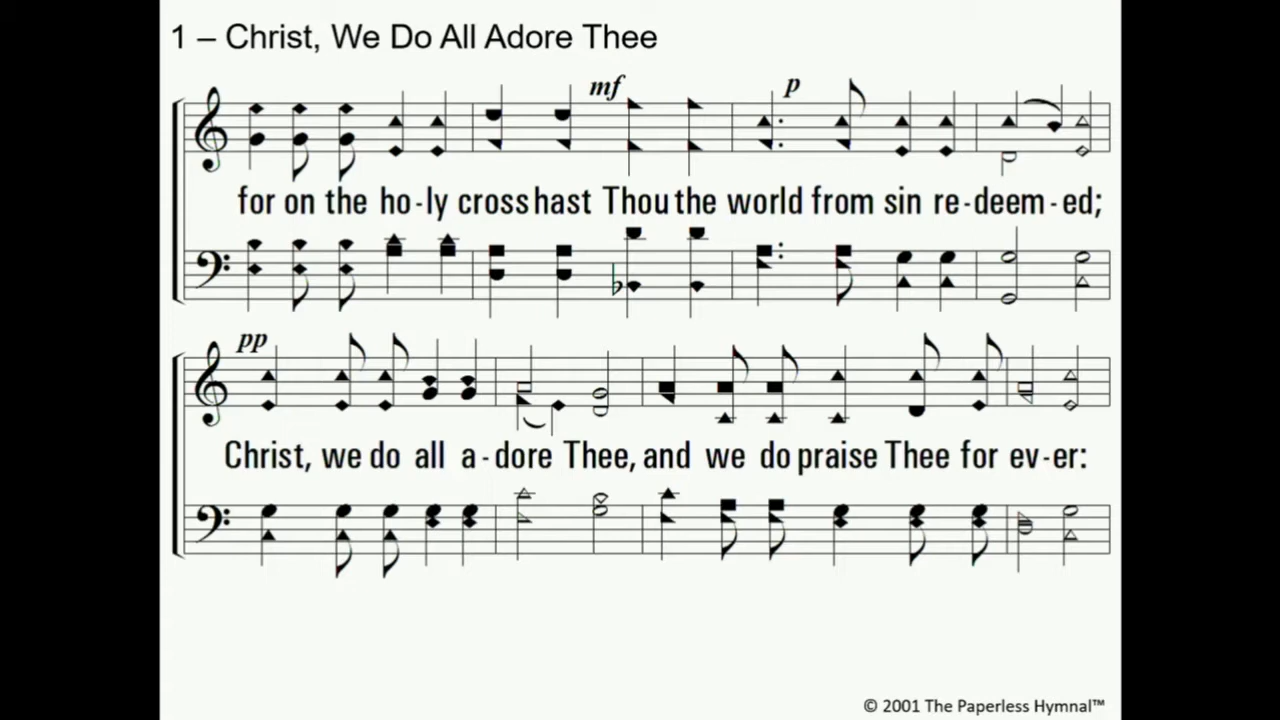 1 – Christ, We Do All Adore Thee
mf p
for on the ho-ly cross hast Thou the world from sin re-deem-ed;
pp
Christ, we do all a-dore Thee, and we do praise Thee for ev-er:
© 2001 The Paperless Hymnal™